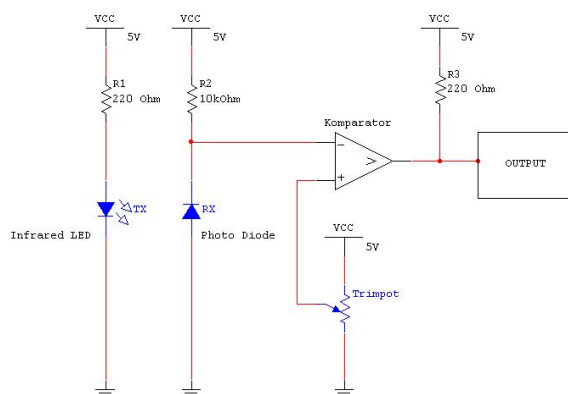 VCC
5V
VCC
5V
VCC
5V
R1
220 Ohm
R2
10kOhm
R3
220 Ohm
Komparator
−
+
>
OUTPUT
TX
Infrared LED
RX
Photo Diode
VCC
5V
Trimpot